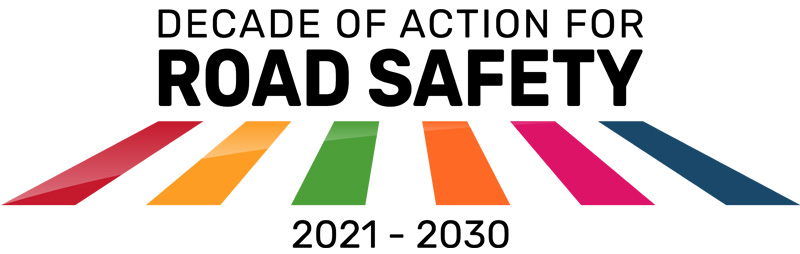 DECADE OF ACTION FOR
ROAD SAFETY
2021 - 2030